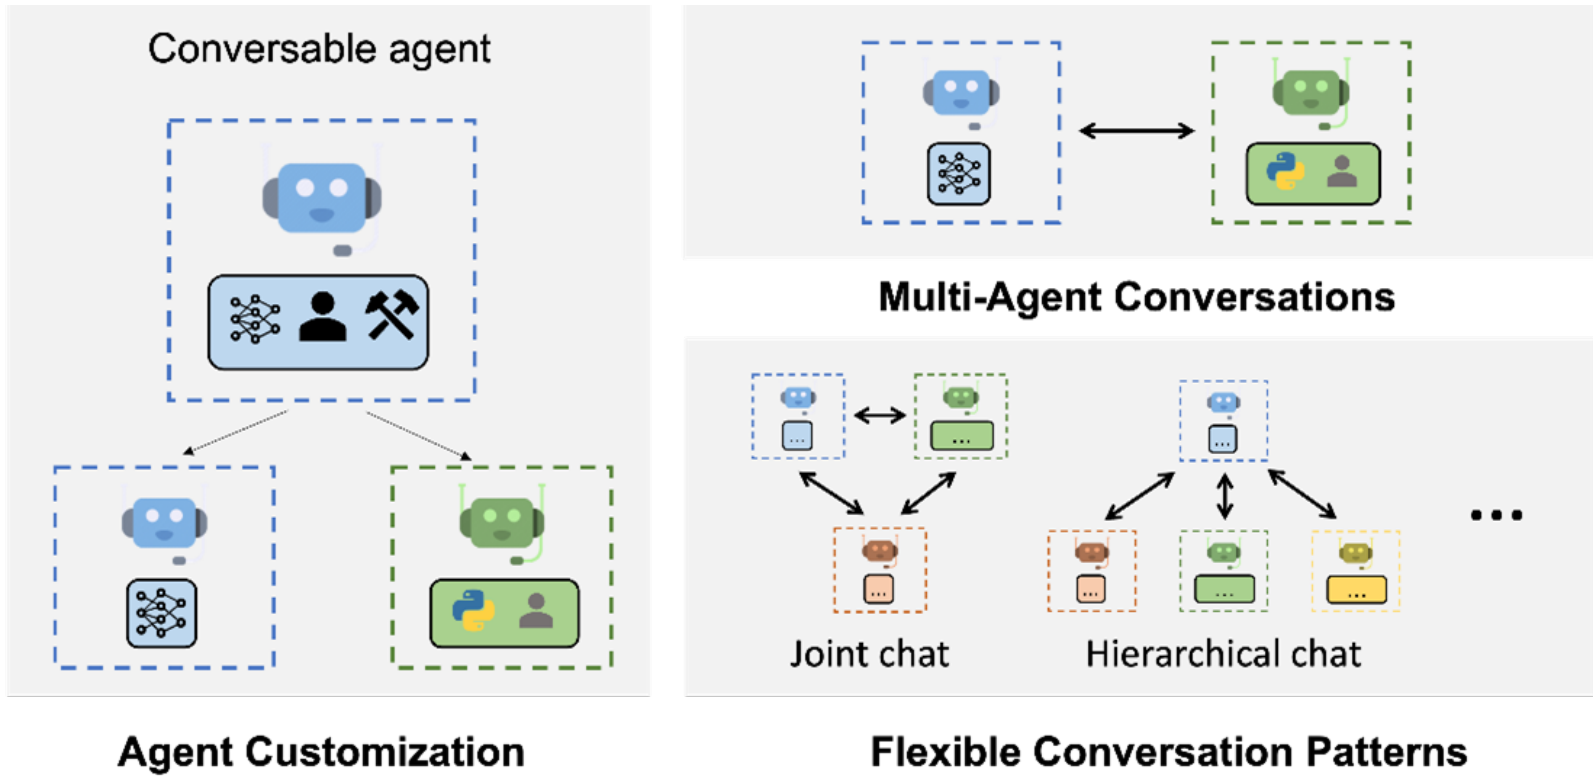 Conversable agent
Agent Customization
Multi-Agent Conversations
...
...
...
...
...
...
...
...
Joint chat
Hierarchical chat
Flexible Conversation Patterns